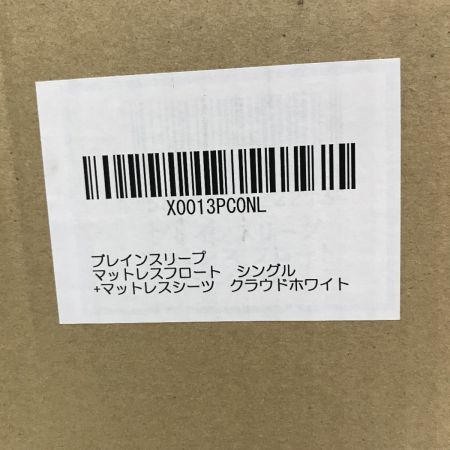 X0013PCONL
ブレインスリープ
マットレスフロート シングル
+マットレスシーツ クラウドホワイト